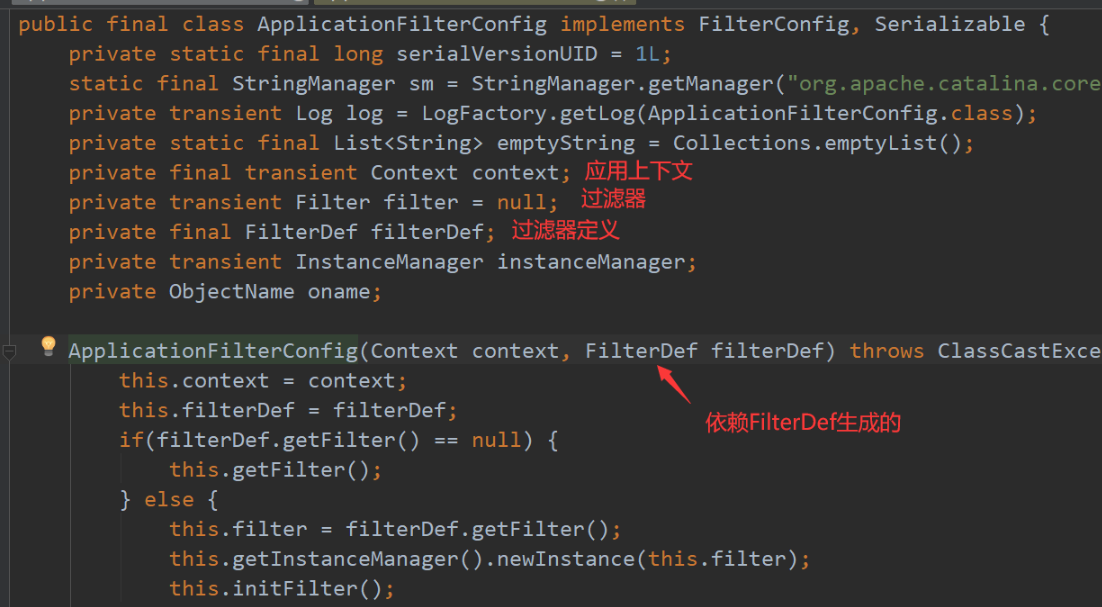 public final class ApplicationFilterConfig implements FilterConfig, Serializable {
private static final long serialVersionUID = 1L;
static final StringManager sm = StringManager.getManager("org.apache.catalina.core
private transient Log log = LogFactory.getLog(ApplicationFilterConfig.class);
private static final List<String> emptyString = Collections.emptyList();
private final transient Context context; 应用上下文
private transient Filter filter = null; 过滤器
private final FilterDef filterDef; 过滤器定义
private transient InstanceManager instanceManager;
private ObjectName oname;
ApplicationFilterConfig(Context context, FilterDef filterDef) throws ClassCastExce
this.context = context;
this.filterDef = filterDef;
依赖FilterDef生成的
if(filterDef.getFilter() == null) {
this.getFilter();
} else {
this.filter = filterDef.getFilter();
this.getInstanceManager().newInstance(this.filter);
this.initFilter();